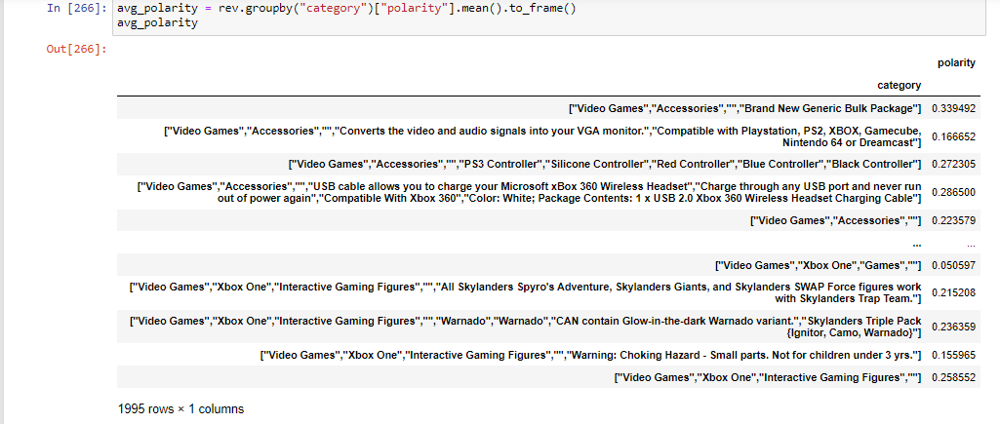 In [266]: avg_polarity = rev.groupby("category")["polarity"].mean().to_frame()
avg_polarity
Out[266]:
polarity
category
["Video Games","Accessories","","Brand New Generic Bulk Package"] 0.339492
["Video Games","Accessories","","Converts the video and audio signals into your VGA monitor.","Compatible with Playstation, PS2, XBOX, Gamecube,
Nintendo 64 or Dreamcast"] 0.166652
["Video Games","Accessories","","PS3 Controller","Silicone Controller","Red Controller","Blue Controller","Black Controller"] 0.272305
["Video Games","Accessories","","USB cable allows you to charge your Microsoft xBox 360 Wireless Headset","Charge through any USB port and never run
out of power again","Compatible With Xbox 360","Color: White; Package Contents: 1 x USB 2.0 Xbox 360 Wireless Headset Charging Cable"] 0.286500
["Video Games","Accessories",""] 0.223579
... ...
["Video Games","Xbox One","Games",""] 0.050597
["Video Games","Xbox One","Interactive Gaming Figures","","All Skylanders Spyro's Adventure, Skylanders Giants, and Skylanders SWAP Force figures work
with Skylanders Trap Team."] 0.215208
["Video Games","Xbox One","Interactive Gaming Figures","","Warnado","Warnado","CAN contain Glow-in-the-dark Warnado variant.","Skylanders Triple Pack
{Ignitor, Camo, Warnado}"] 0.236359
["Video Games","Xbox One","Interactive Gaming Figures","","Warning: Choking Hazard - Small parts. Not for children under 3 yrs."] 0.155965
["Video Games","Xbox One","Interactive Gaming Figures",""] 0.258552
1995 rows × 1 columns